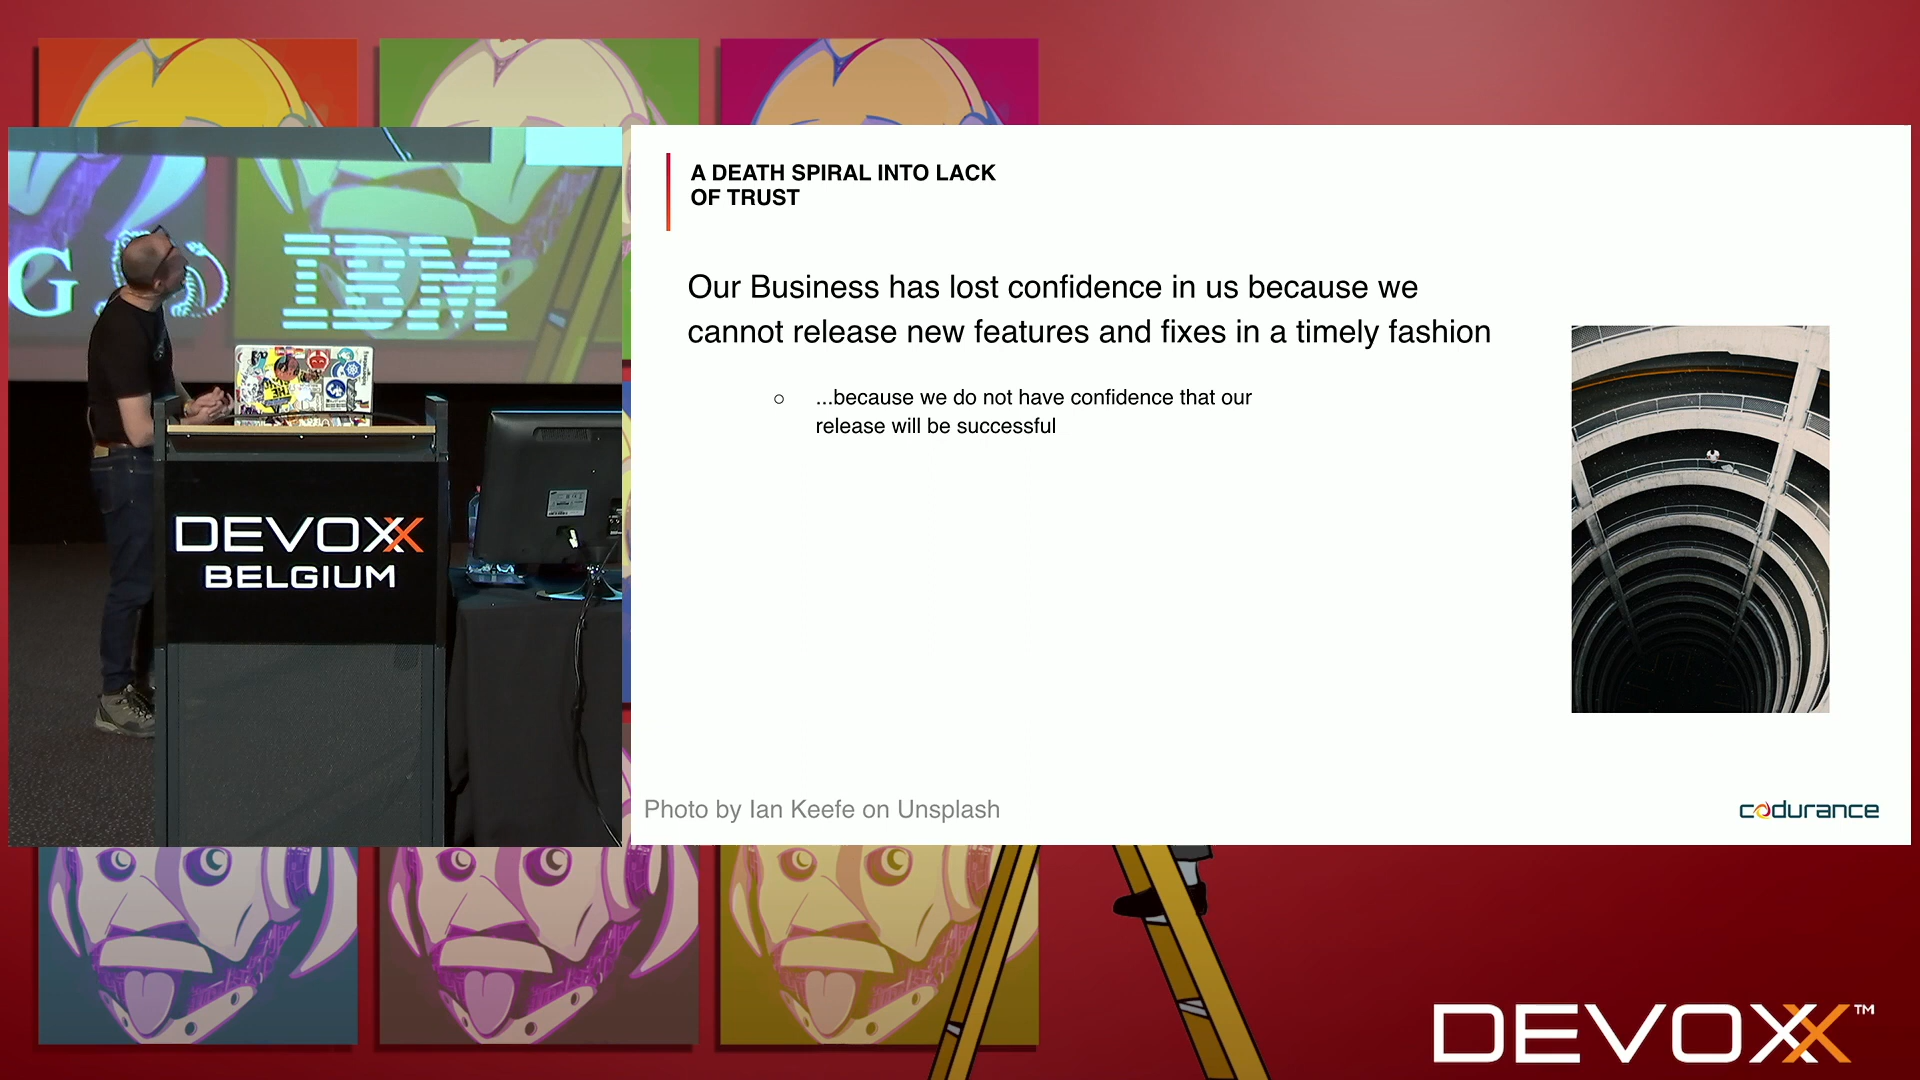 A DEATH SPIRAL INTO LACK
OF TRUST
Our Business has lost confidence in us because we
cannot release new features and fixes in a timely fashion
...because we do not have confidence that our
release will be successful
Photo by Ian Keefe on Unsplash
codurance
G
IBM
DEVOXX
BELGIUM
DEVOXX™